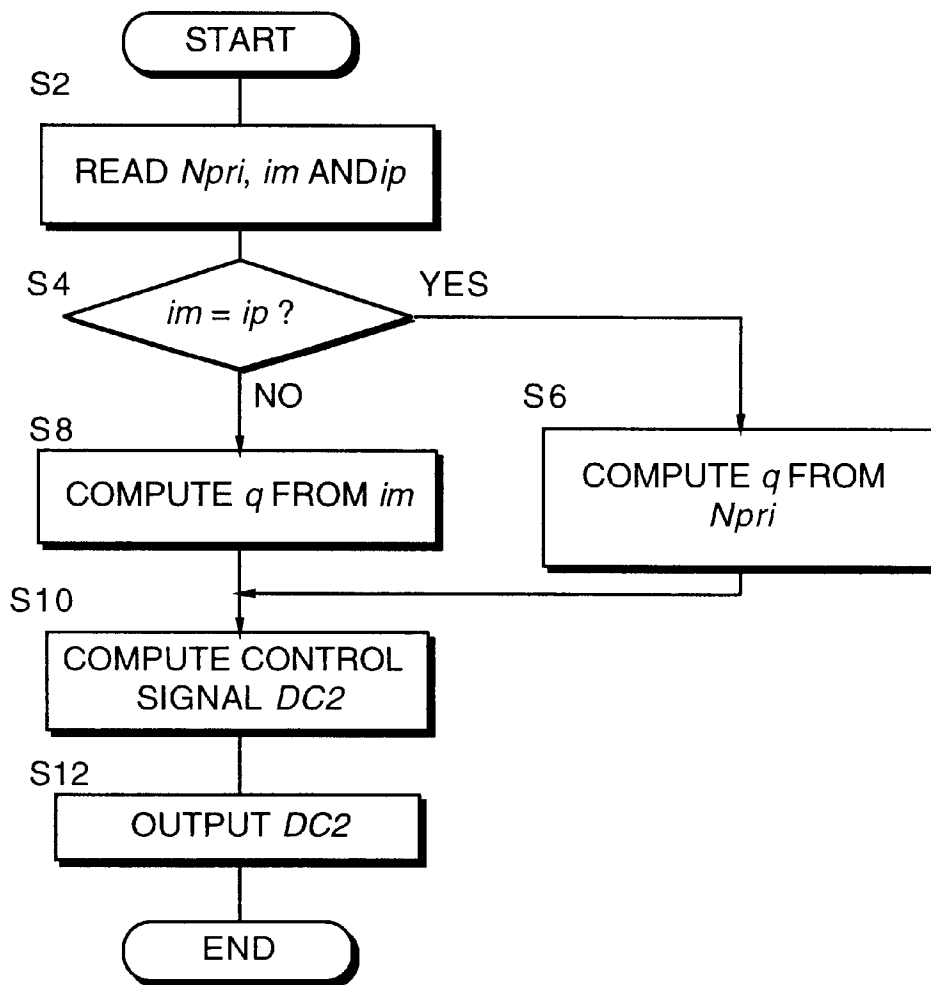 START
S2
READ Npri, im ANDip
S4
im = ip ?
YES
NO
S6
S8
COMPUTE q FROM im
COMPUTE q FROM
Npri
S10
COMPUTE CONTROL
SIGNAL DC2
S12
OUTPUT DC2
END